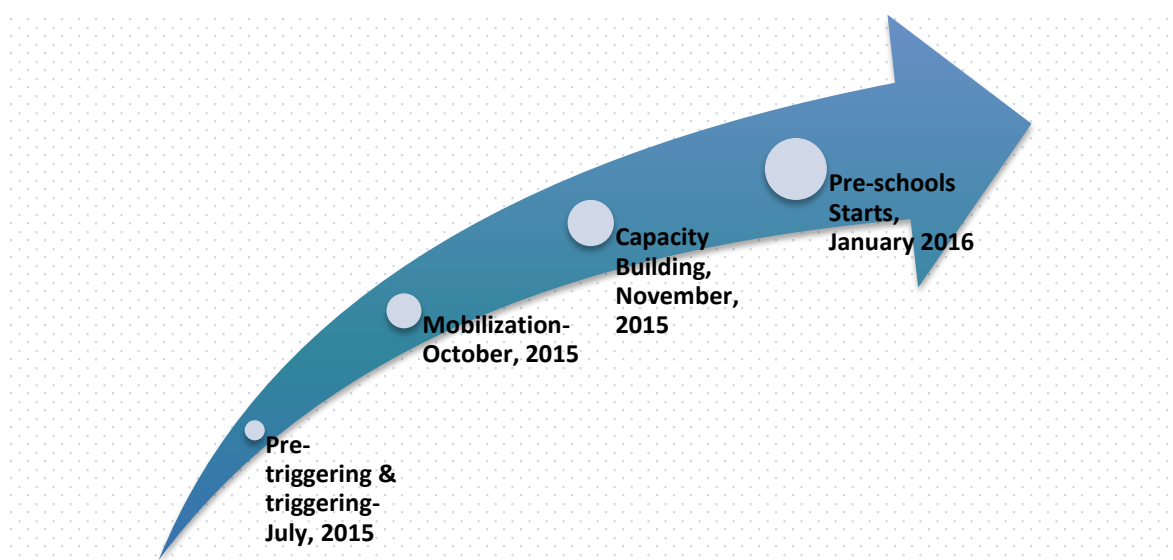 Pre-schools
Starts,
January 2016
Capacity
Building,
November,
2015
Mobilization-
October, 2015
Pre-
triggering &
triggering-
July, 2015